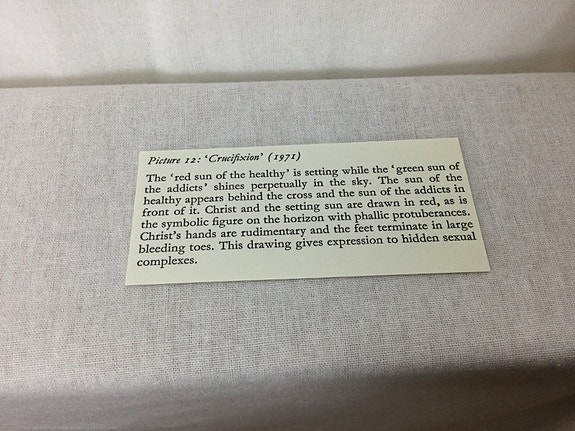 Picture 12: 'Crucifixion' (1971)
The 'red sun of the healthy' is setting while the 'green sun of
the addicts' shines perpetually in the sky. The sun of the
healthy appears behind the cross and the sun of the addicts in
front of it. Christ and the setting sun are drawn in red, as is
the symbolic figure on the horizon with phallic protuberances.
Christ's hands are rudimentary and the feet terminate in large
bleeding toes. This drawing gives expression to hidden sexual
complexes.